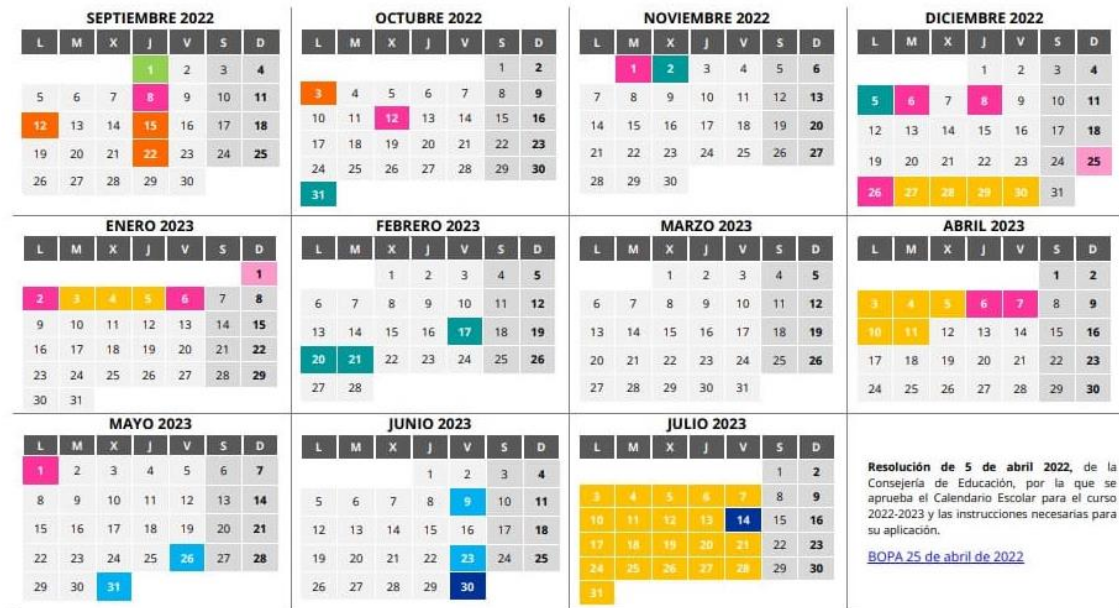 SEPTIEMBRE 2022
L M X J V S D
1 2 3 4
5 6 7 8 9 10 11
12 13 14 15 16 17 18
19 20 21 22 23 24 25
26 27 28 29 30
OCTUBRE 2022
L M X J V S D
1 2
3 4 5 6 7 8 9
10 11 12 13 14 15 16
17 18 19 20 21 22 23
24 25 26 27 28 29 30
31
NOVIEMBRE 2022
L M X J V S D
1 2 3 4 5 6
7 8 9 10 11 12 13
14 15 16 17 18 19 20
21 22 23 24 25 26 27
28 29 30
DICIEMBRE 2022
L M X J V S D
1 2 3 4
5 6 7 8 9 10 11
12 13 14 15 16 17 18
19 20 21 22 23 24 25
26 27 28 29 30 31
ENERO 2023
L M X J V S D
1
2 3 4 5 6 7 8
9 10 11 12 13 14 15
16 17 18 19 20 21 22
23 24 25 26 27 28 29
30 31
FEBRERO 2023
L M X J V S D
1 2 3 4 5
6 7 8 9 10 11 12
13 14 15 16 17 18 19
20 21 22 23 24 25 26
27 28
MARZO 2023
L M X J V S D
1 2 3 4 5
6 7 8 9 10 11 12
13 14 15 16 17 18 19
20 21 22 23 24 25 26
27 28 29 30 31
ABRIL 2023
L M X J V S D
1 2
3 4 5 6 7 8 9
10 11 12 13 14 15 16
17 18 19 20 21 22 23
24 25 26 27 28 29 30
MAYO 2023
L M X J V S D
1 2 3 4 5 6 7
8 9 10 11 12 13 14
15 16 17 18 19 20 21
22 23 24 25 26 27 28
29 30 31
JUNIO 2023
L M X J V S D
1 2 3 4
5 6 7 8 9 10 11
12 13 14 15 16 17 18
19 20 21 22 23 24 25
26 27 28 29 30
JULIO 2023
L M X J V S D
1 2
3 4 5 6 7 8 9
10 11 12 13 14 15 16
17 18 19 20 21 22 23
24 25 26 27 28 29 30
31
Resolución de 5 de abril 2022, de la
Consejería de Educación, por la que se
aprueba el Calendario Escolar para el curso
2022-2023 y las instrucciones necesarias para
su aplicación.
BOPA 25 de abril de 2022